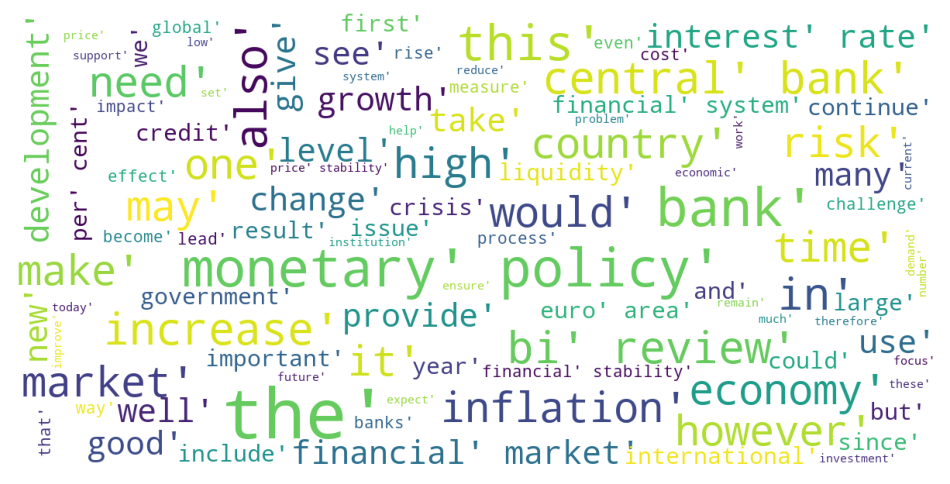 price' global' first' this' interest' rate'
support' low' we' see' rise' even' cost'
development' need' also' give' system' reduce' central' bank'
impact' set' growth' measure' financial' system' continue'
per' cent' credit' help' take' problem' country' work' risk'
effect' one' level' high' liquidity' economic' many' current'
price' stability' may' change' crisis' would' bank' challenge'
become' lead' result' issue' institution' process' time' demand' number'
make' monetary' policy'
ensure' and' in' large'
new' today' government' provide' euro' area' remain' much' therefore'
improve' increase' important' it' year' bi' review' could' use'
market' future' financial' stability' economy' focus' these'
way' well' the' expect' banks' inflation' however' but'
that' good' include' financial' market' international' since' investment'